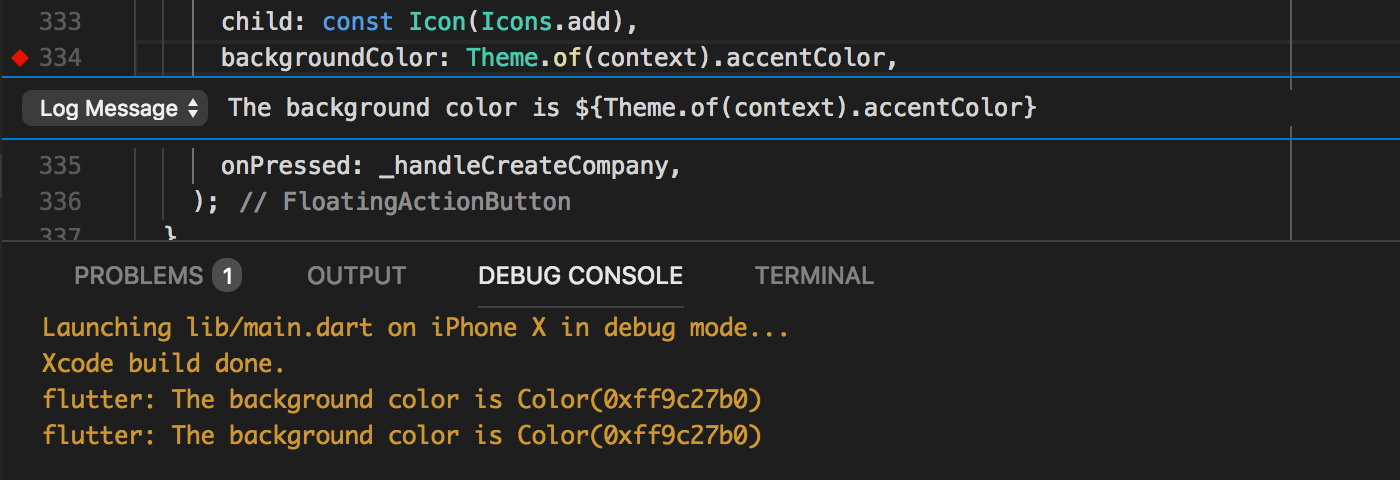 333 child: const Icon(Icons.add),
334 backgroundColor: Theme.of(context).accentColor,
Log Message The background color is ${Theme.of(context).accentColor}
335 onPressed: _handleCreateCompany,
336 ); // FloatingActionButton
337 }
PROBLEMS 1 OUTPUT DEBUG CONSOLE TERMINAL
Launching lib/main.dart on iPhone X in debug mode...
Xcode build done.
flutter: The background color is Color(0xff9c27b0)
flutter: The background color is Color(0xff9c27b0)